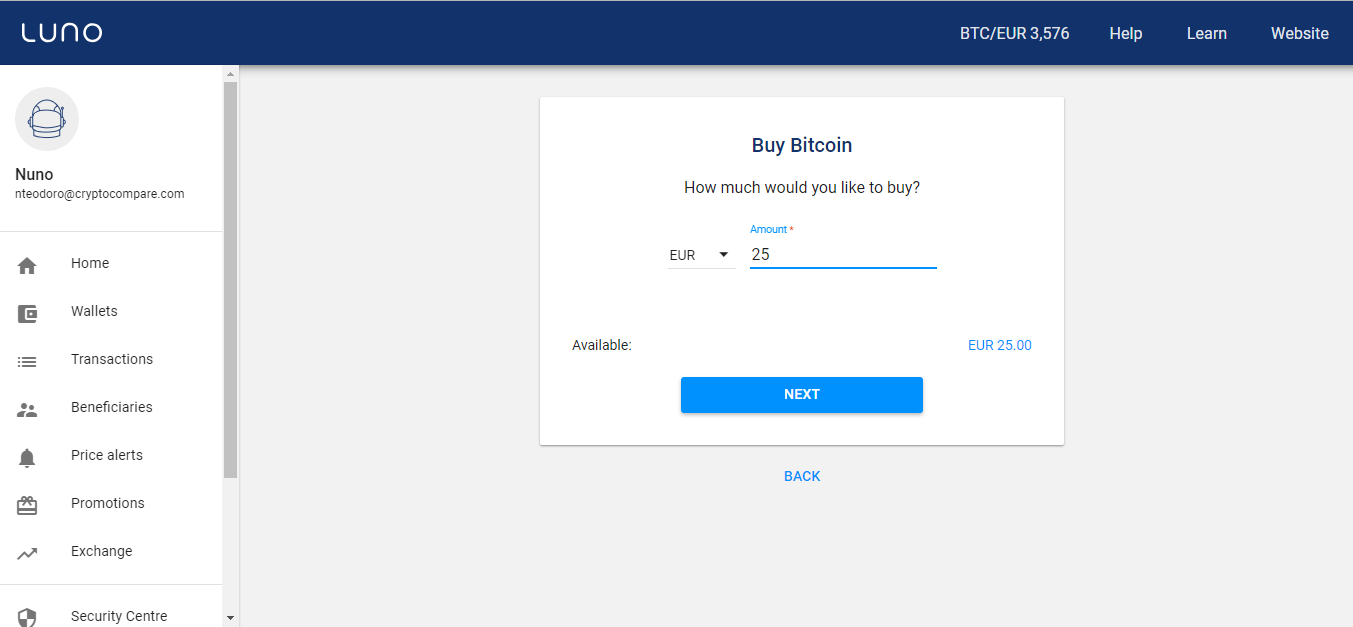 LUNO
BTC/EUR 3,576
Help
Learn
Website
Nuno
nteodoro@cryptocompare.com
Home
Wallets
Transactions
Beneficiaries
Price alerts
Promotions
Exchange
Security Centre
Buy Bitcoin
How much would you like to buy?
Amount *
EUR
25
Available:
EUR 25.00
NEXT
BACK